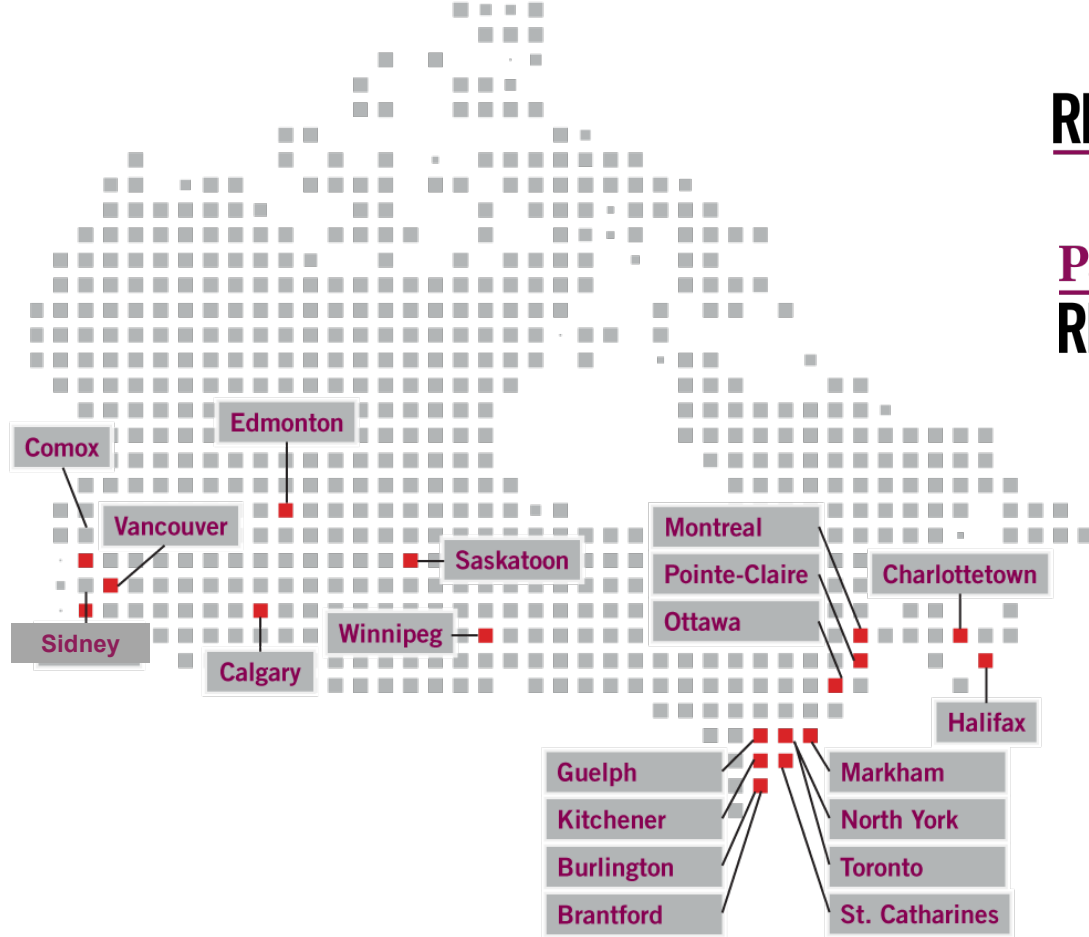 Edmonton
Comox
Vancouver
Montreal
Saskatoon
Pointe-Claire
Charlottetown
Ottawa
Winnipeg
Sidney
Calgary
Halifax
Guelph
Markham
Kitchener
North York
Burlington
Toronto
Brantford
St. Catharines